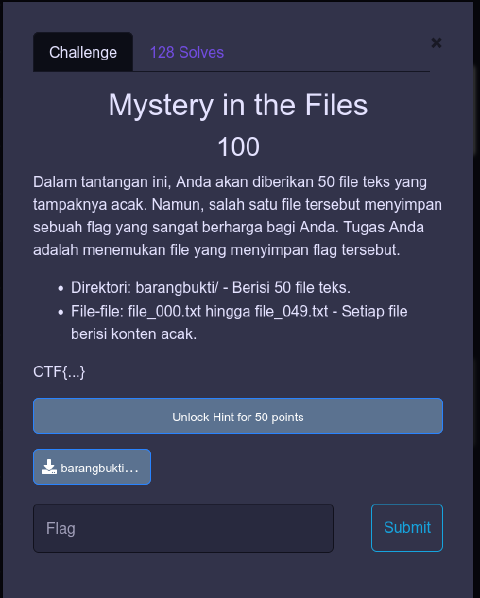 Challenge
128 Solves
×
Mystery in the Files
100
Dalam tantangan ini, Anda akan diberikan 50 file teks yang
tampaknya acak. Namun, salah satu file tersebut menyimpan
sebuah flag yang sangat berharga bagi Anda. Tugas Anda
adalah menemukan file yang menyimpan flag tersebut.
• Direktori: barangbukti/ - Berisi 50 file teks.
• File-file: file_000.txt hingga file_049.txt - Setiap file
berisi konten acak.
CTF{...}
Unlock Hint for 50 points
barangbukti...
Flag
Submit